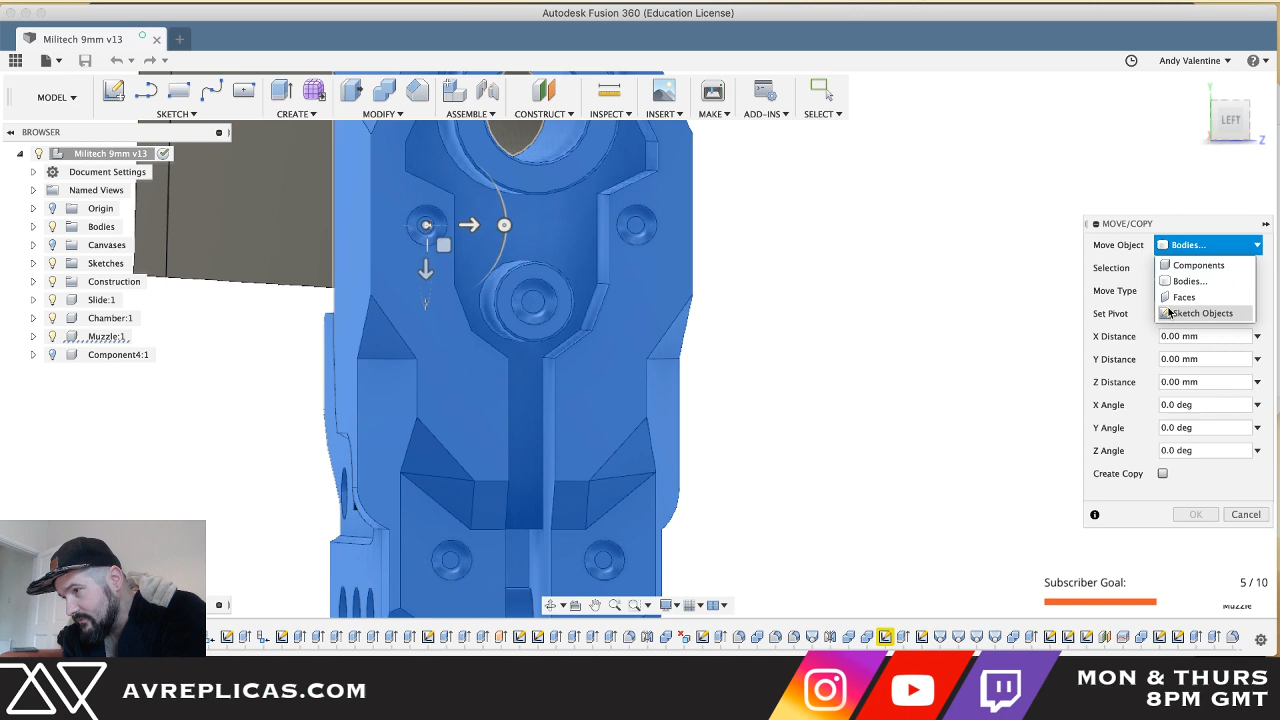 Autodesk Fusion 360 (Education License)
Militech 9mm v13
Andy Valentine
MODEL
SKETCH
CREATE
MODIFY
ASSEMBLE
CONSTRUCT
INSPECT
INSERT
MAKE
ADD-INS
SELECT
Y
LEFT
Z
BROWSER
Militech 9mm v13
Document Settings
Named Views
Origin
Bodies
Canvases
Sketches
Construction
Slide:1
Chamber:1
Muzzle:1
Component4:1
MOVE/COPY
Move Object Bodies...
Components
Selection
Bodies...
Move Type
Faces
Set Pivot
Sketch Objects
X Distance 0.00 mm
Y Distance 0.00 mm
Z Distance 0.00 mm
X Angle 0.0 deg
Y Angle 0.0 deg
Z Angle 0.0 deg
Create Copy
OK Cancel
Subscriber Goal: 5 / 10
Muzzle
AVREPLICAS.COM
MON & THURS
8PM GMT